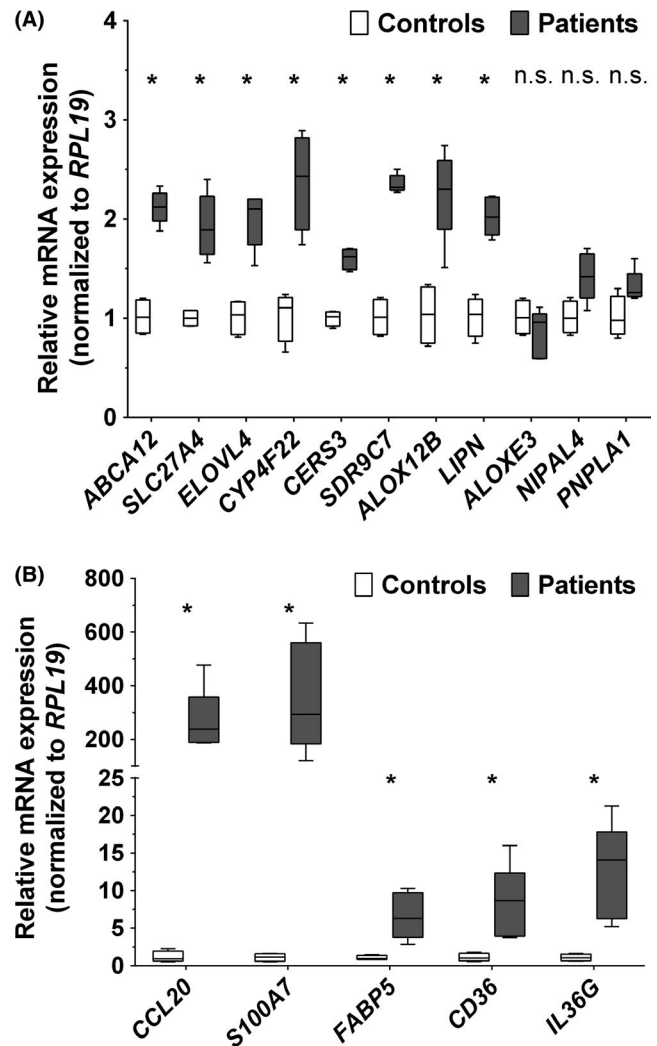 (A)
Controls Patients
Relative mRNA expression
(normalized to RPL19)
4
3
2
1
0
* * * * * * * * n.s. n.s. n.s.
ABCA12
SLC27A4
ELOVL4
CYP4F22
CERS3
SDR9C7
ALOX12B
LIPN
ALOXE3
NIPAL4
PNPLA1
(B)
Controls Patients
Relative mRNA expression
(normalized to RPL19)
800
600
400
200
25
20
15
10
5
0
* *
* * *
CCL20
S100A7
FABP5
CD36
IL36G